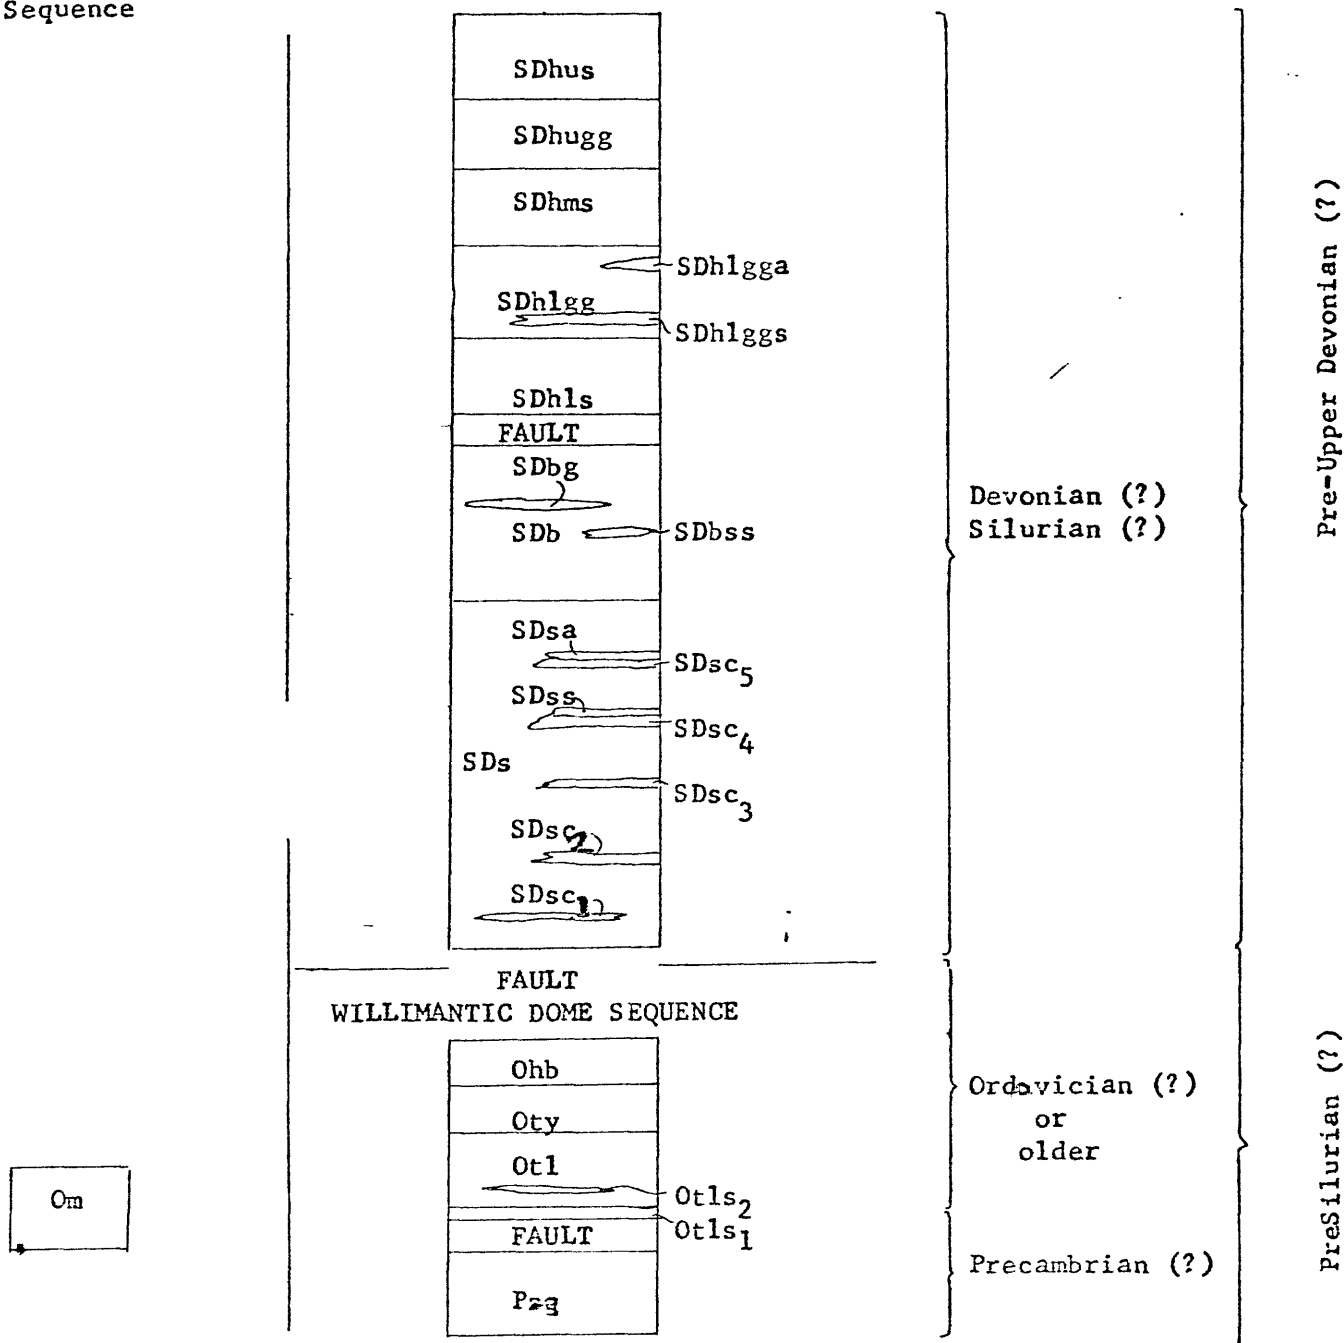 Sequence
SDhus
SDhugg
SDhms
SDhlgga
SDhlgg
SDhlggs
SDhls
FAULT
SDbg
SDb
SDbss
SDsa
SDsc5
SDss
SDsc4
SDs
SDsc3
SDsc2
SDsc1
Devonian (?)
Silurian (?)
Pre-Upper Devonian (?)
FAULT
WILLIMANTIC DOME SEQUENCE
Ohb
Oty
Otl
Otls2
Otls1
FAULT
Ordovician (?)
or
older
Precambrian (?)
PreSilurian (?)
Om